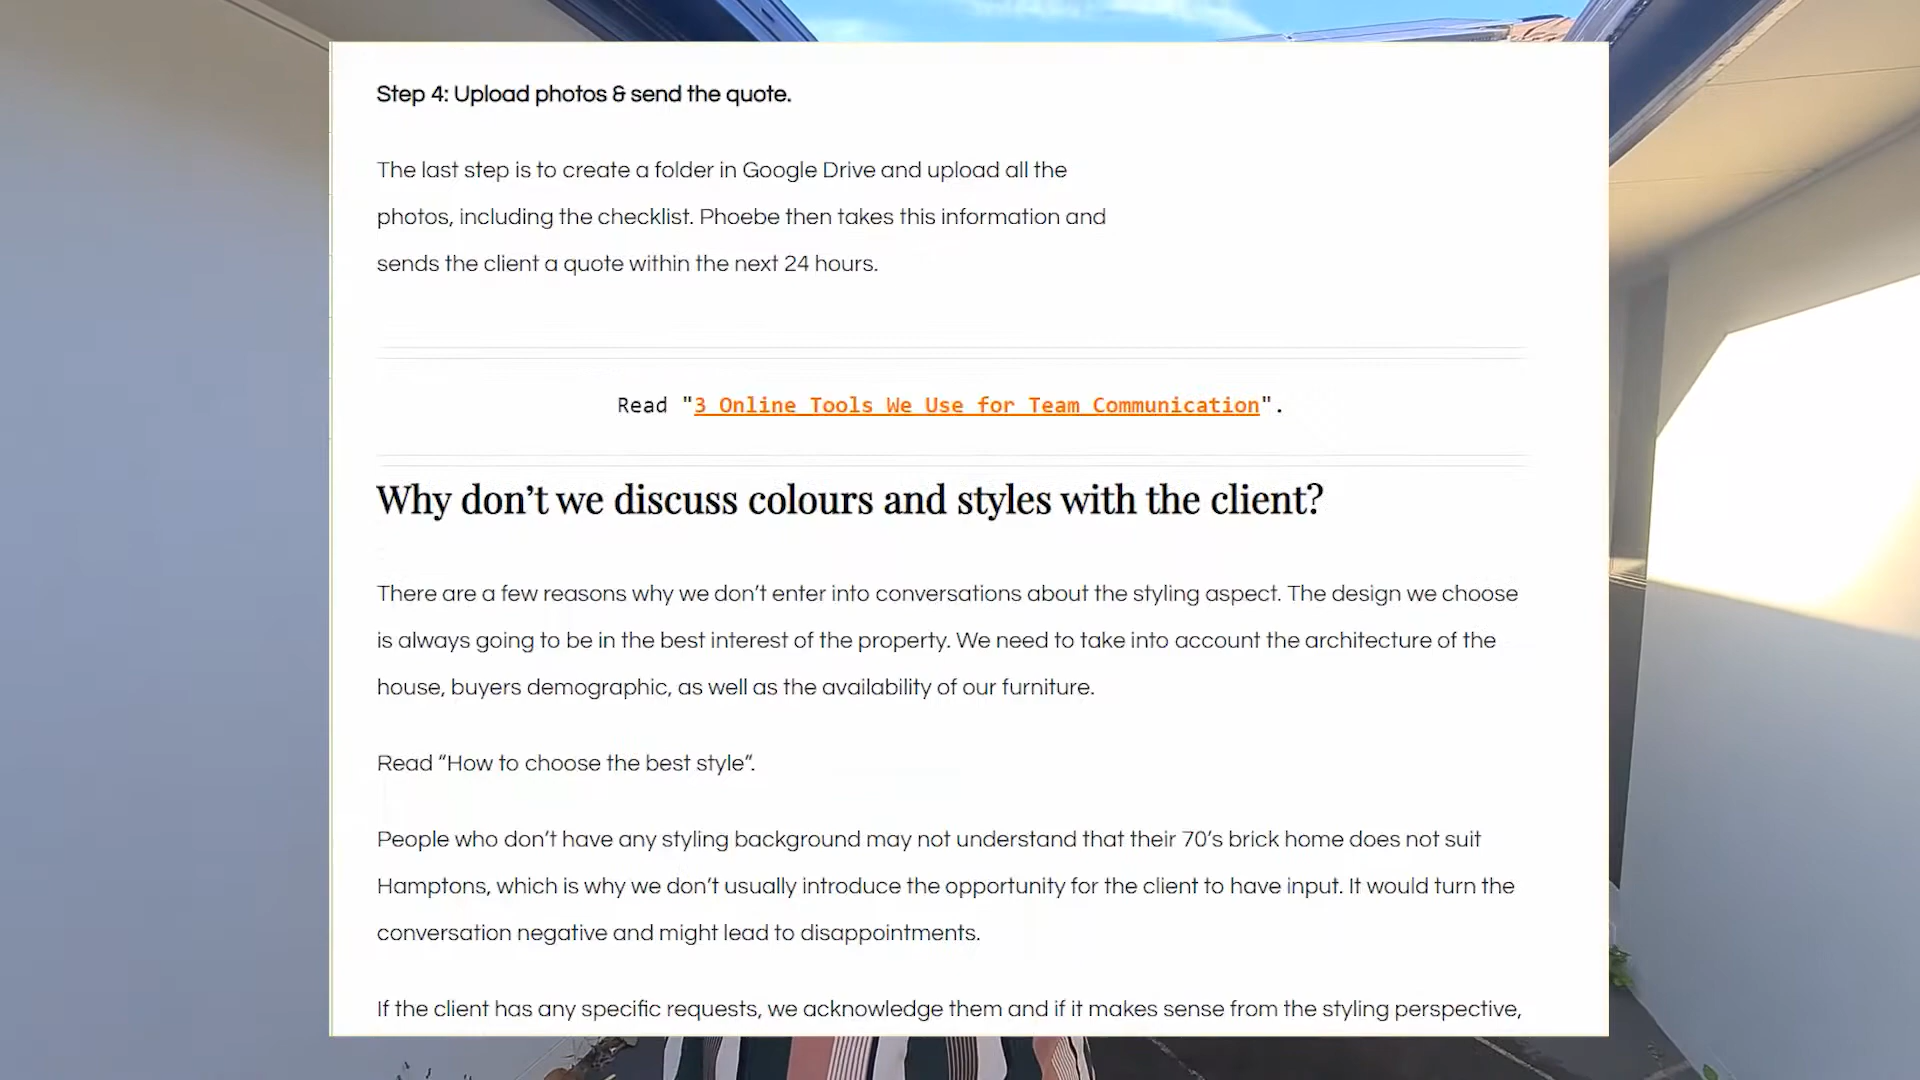 Step 4: Upload photos & send the quote.
The last step is to create a folder in Google Drive and upload all the
photos, including the checklist. Phoebe then takes this information and
sends the client a quote within the next 24 hours.
Read "3 Online Tools We Use for Team Communication".
Why don’t we discuss colours and styles with the client?
There are a few reasons why we don’t enter into conversations about the styling aspect. The design we choose
is always going to be in the best interest of the property. We need to take into account the architecture of the
house, buyers demographic, as well as the availability of our furniture.
Read “How to choose the best style”.
People who don’t have any styling background may not understand that their 70’s brick home does not suit
Hamptons, which is why we don’t usually introduce the opportunity for the client to have input. It would turn the
conversation negative and might lead to disappointments.
If the client has any specific requests, we acknowledge them and if it makes sense from the styling perspective,